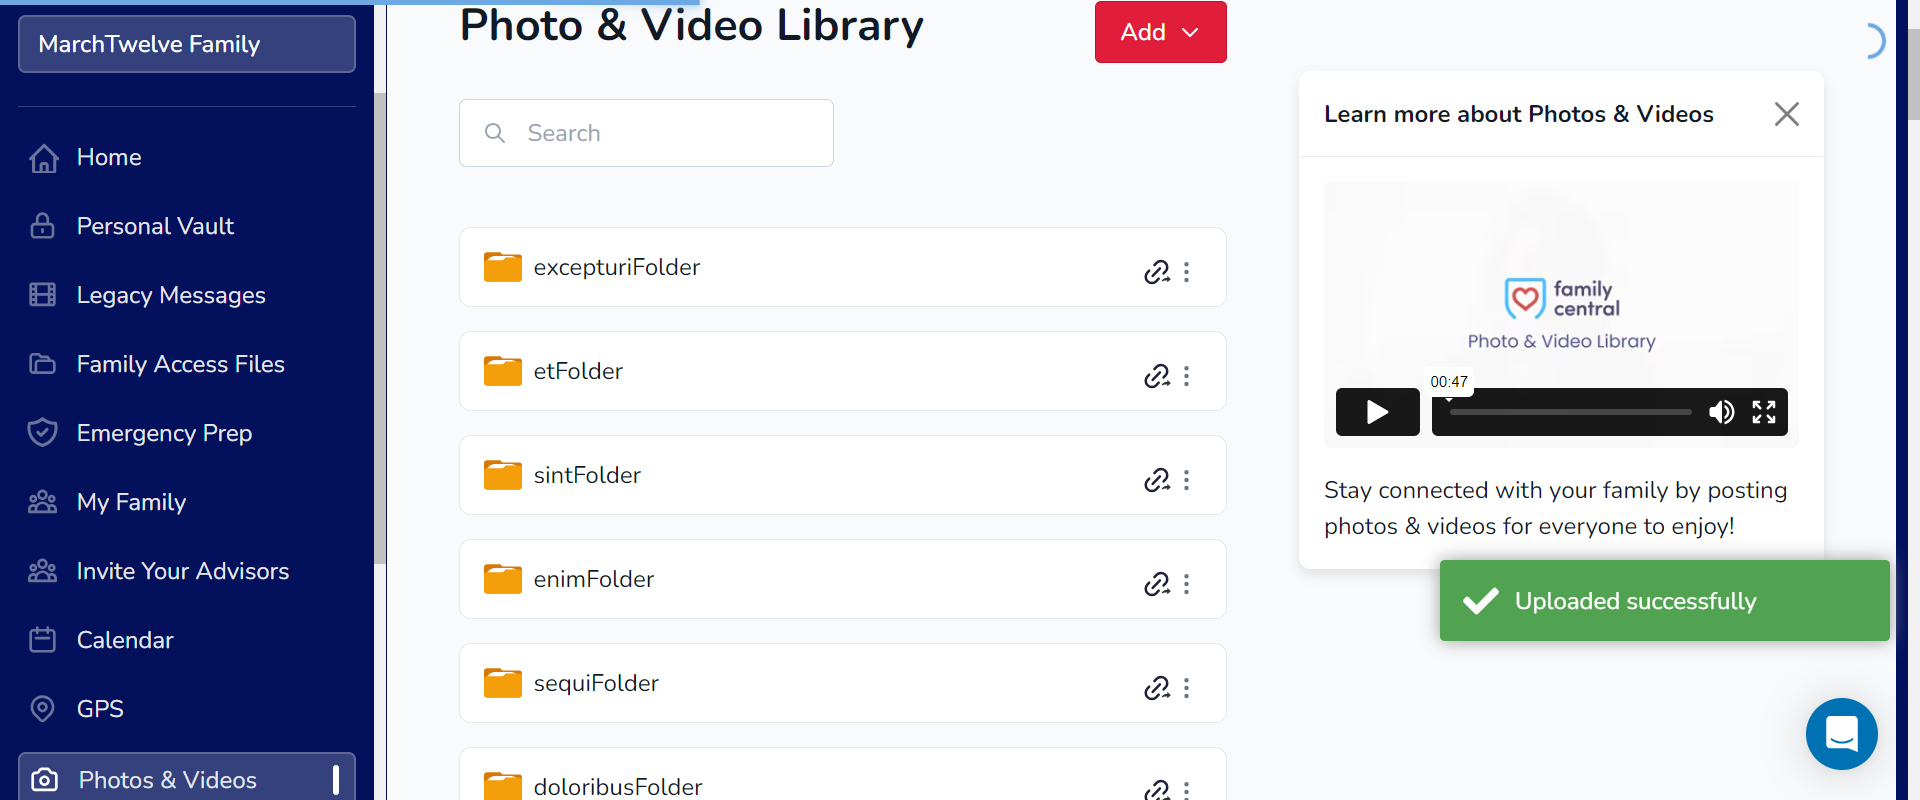 MarchTwelve Family
Home
Personal Vault
Legacy Messages
Family Access Files
Emergency Prep
My Family
Invite Your Advisors
Calendar
GPS
Photos & Videos
Photo & Video Library
Add
Search
excepturiFolder
etFolder
sintFolder
enimFolder
sequiFolder
doloribusFolder
Learn more about Photos & Videos
family
central
Photo & Video Library
00:47
Stay connected with your family by posting
photos & videos for everyone to enjoy!
Uploaded successfully